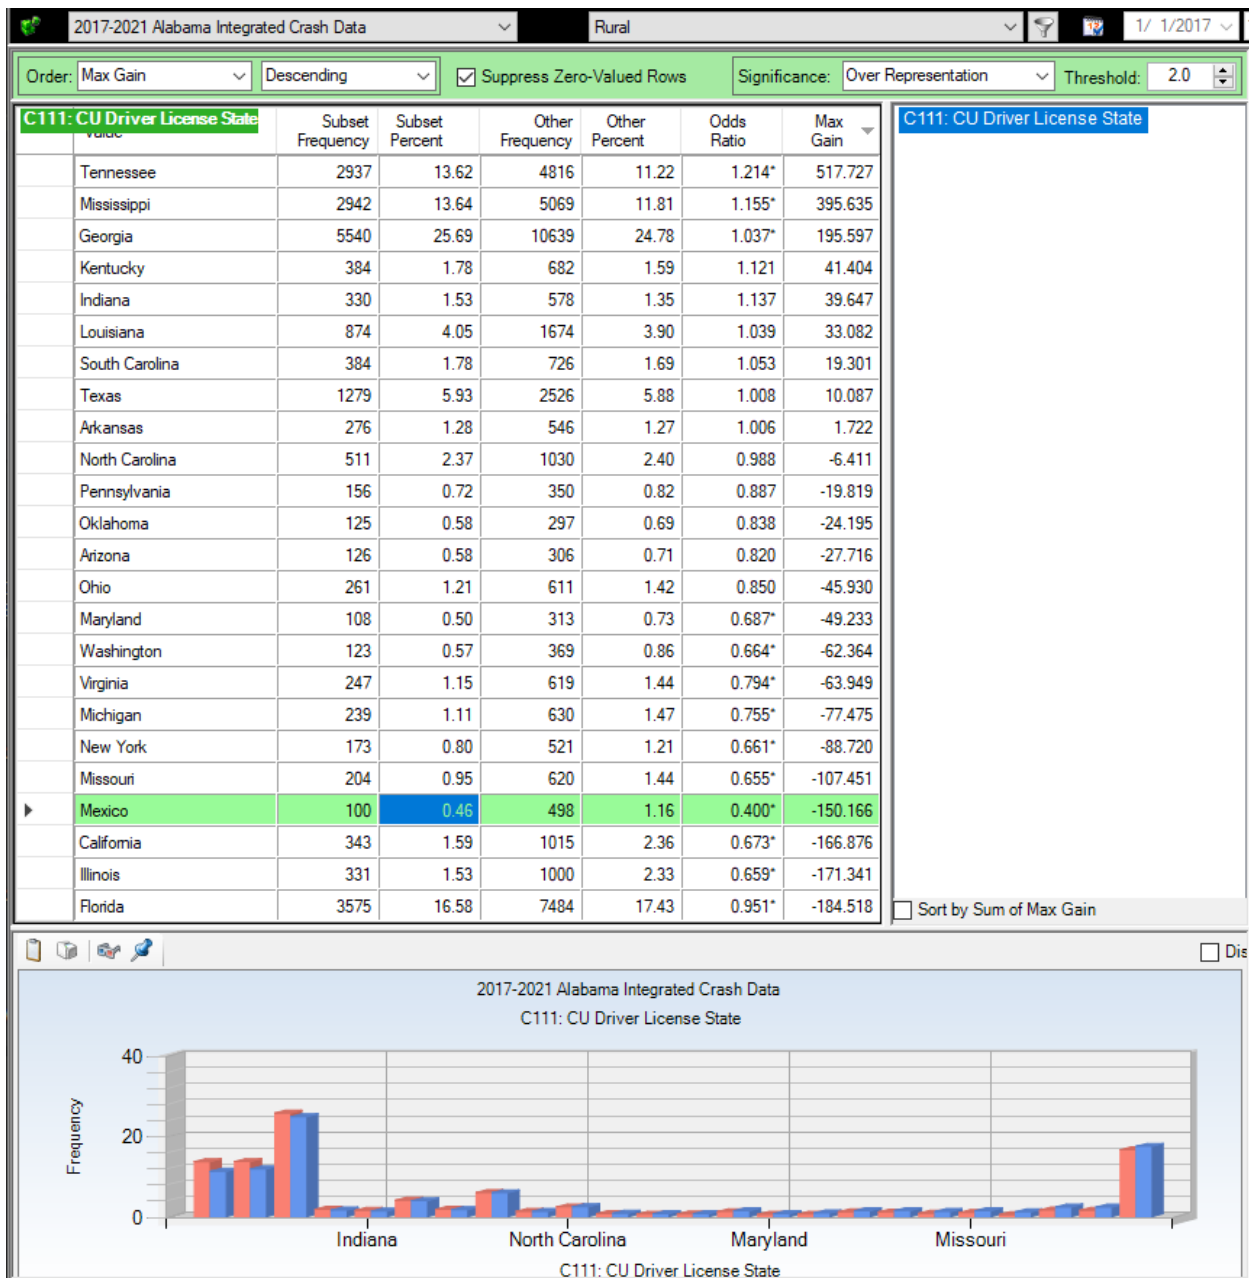 2017-2021 Alabama Integrated Crash Data Rural 1/ 1/2017
Order: Max Gain Descending Suppress Zero-Valued Rows Significance: Over Representation Threshold: 2.0
C111: CU Driver License State Subset Frequency Subset Percent Other Frequency Other Percent Odds Ratio Max Gain C111: CU Driver License State
Tennessee 2937 13.62 4816 11.22 1.214* 517.727
Mississippi 2942 13.64 5069 11.81 1.155* 395.635
Georgia 5540 25.69 10639 24.78 1.037* 195.597
Kentucky 384 1.78 682 1.59 1.121 41.404
Indiana 330 1.53 578 1.35 1.137 39.647
Louisiana 874 4.05 1674 3.90 1.039 33.082
South Carolina 384 1.78 726 1.69 1.053 19.301
Texas 1279 5.93 2526 5.88 1.008 10.087
Arkansas 276 1.28 546 1.27 1.006 1.722
North Carolina 511 2.37 1030 2.40 0.988 -6.411
Pennsylvania 156 0.72 350 0.82 0.887 -19.819
Oklahoma 125 0.58 297 0.69 0.838 -24.195
Arizona 126 0.58 306 0.71 0.820 -27.716
Ohio 261 1.21 611 1.42 0.850 -45.930
Maryland 108 0.50 313 0.73 0.687* -49.233
Washington 123 0.57 369 0.86 0.664* -62.364
Virginia 247 1.15 619 1.44 0.794* -63.949
Michigan 239 1.11 630 1.47 0.755* -77.475
New York 173 0.80 521 1.21 0.661* -88.720
Missouri 204 0.95 620 1.44 0.655* -107.451
Mexico 100 0.46 498 1.16 0.400* -150.166
California 343 1.59 1015 2.36 0.673* -166.876
Illinois 331 1.53 1000 2.33 0.659* -171.341
Florida 3575 16.58 7484 17.43 0.951* -184.518
Sort by Sum of Max Gain
Dis
2017-2021 Alabama Integrated Crash Data
C111: CU Driver License State
40
20
0
Frequency
Indiana North Carolina Maryland Missouri
C111: CU Driver License State